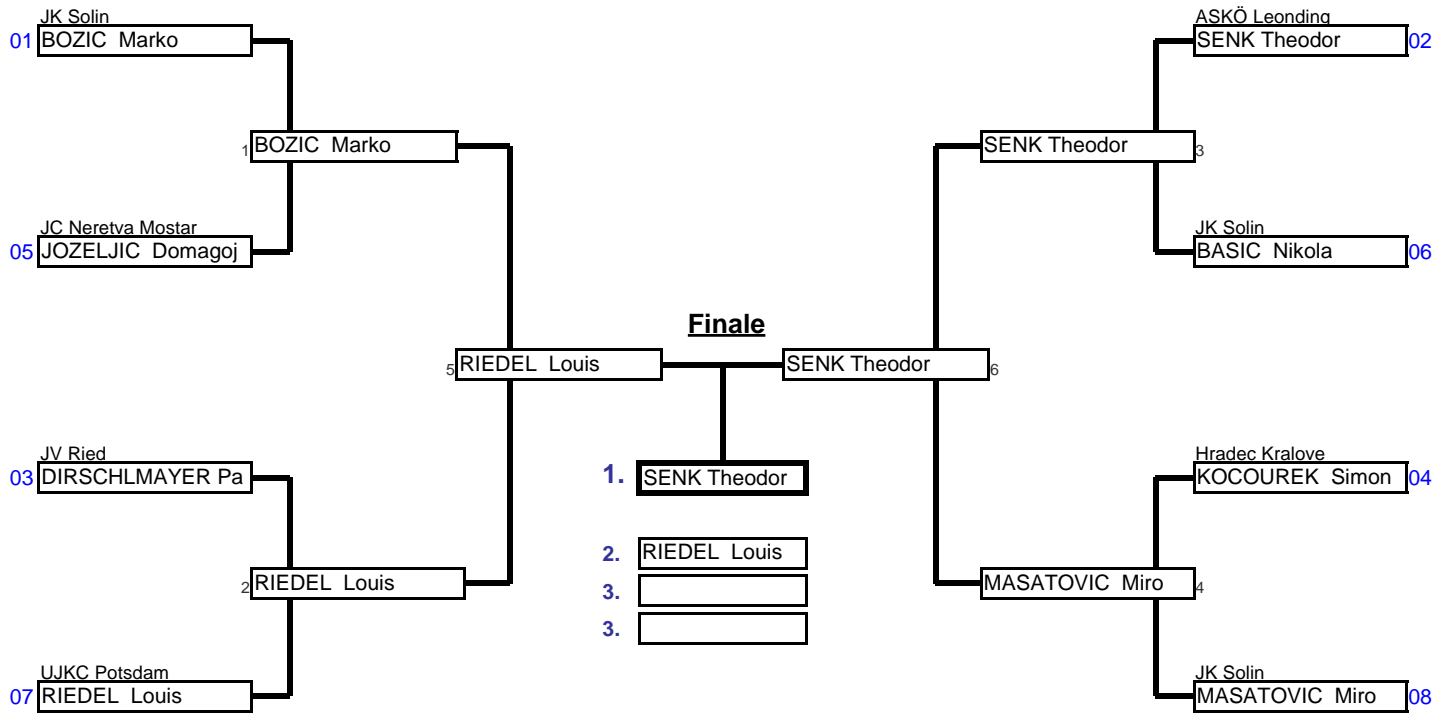 JK Solin
01 BOZIC  Marko
ASKÖ Leonding
SENK Theodor 02
1 BOZIC  Marko
SENK Theodor 3
JC Neretva Mostar
05 JOZELJIC  Domagoj
JK Solin
BASIC  Nikola 06
Finale
5 RIEDEL  Louis
SENK Theodor 6
JV Ried
03 DIRSCHLMAYER Pa
1. SENK Theodor
Hradec Kralove
KOCOUREK  Simon 04
2. RIEDEL  Louis
2 RIEDEL  Louis
3.
MASATOVIC  Miro 4
3.
UJKC Potsdam
07 RIEDEL  Louis
JK Solin
MASATOVIC  Miro 08